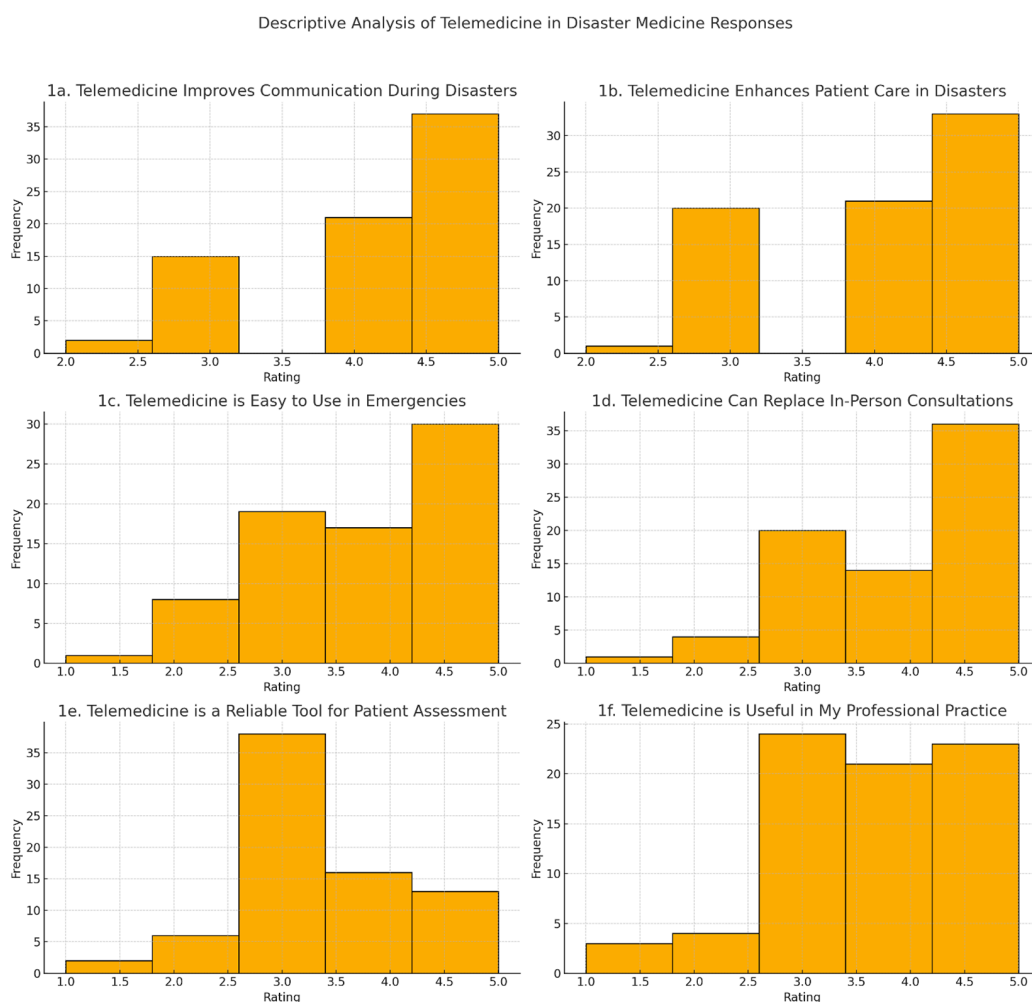 Descriptive Analysis of Telemedicine in Disaster Medicine Responses
1a. Telemedicine Improves Communication During Disasters
35
30
25
20
15
10
5
0
Frequency
2.0 2.5 3.0 3.5 4.0 4.5 5.0
Rating
1b. Telemedicine Enhances Patient Care in Disasters
30
25
20
15
10
5
0
Frequency
2.0 2.5 3.0 3.5 4.0 4.5 5.0
Rating
1c. Telemedicine is Easy to Use in Emergencies
30
25
20
15
10
5
0
Frequency
1.0 1.5 2.0 2.5 3.0 3.5 4.0 4.5 5.0
Rating
1d. Telemedicine Can Replace In-Person Consultations
35
30
25
20
15
10
5
0
Frequency
1.0 1.5 2.0 2.5 3.0 3.5 4.0 4.5 5.0
Rating
1e. Telemedicine is a Reliable Tool for Patient Assessment
35
30
25
20
15
10
5
0
Frequency
1.0 1.5 2.0 2.5 3.0 3.5 4.0 4.5 5.0
Rating
1f. Telemedicine is Useful in My Professional Practice
25
20
15
10
5
0
Frequency
1.0 1.5 2.0 2.5 3.0 3.5 4.0 4.5 5.0
Rating